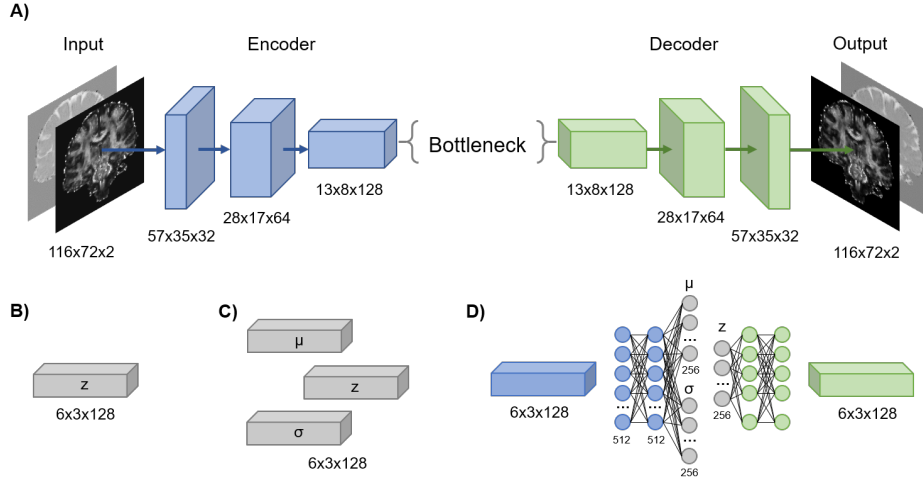 A)
Input
Encoder
Decoder
Output
Bottleneck
116x72x2
57x35x32
28x17x64
13x8x128
13x8x128
28x17x64
57x35x32
116x72x2
B)
z
6x3x128
C)
μ
z
σ
6x3x128
D)
6x3x128
...
512
...
512
μ
...
256
σ
...
256
z
...
256
...
...
6x3x128